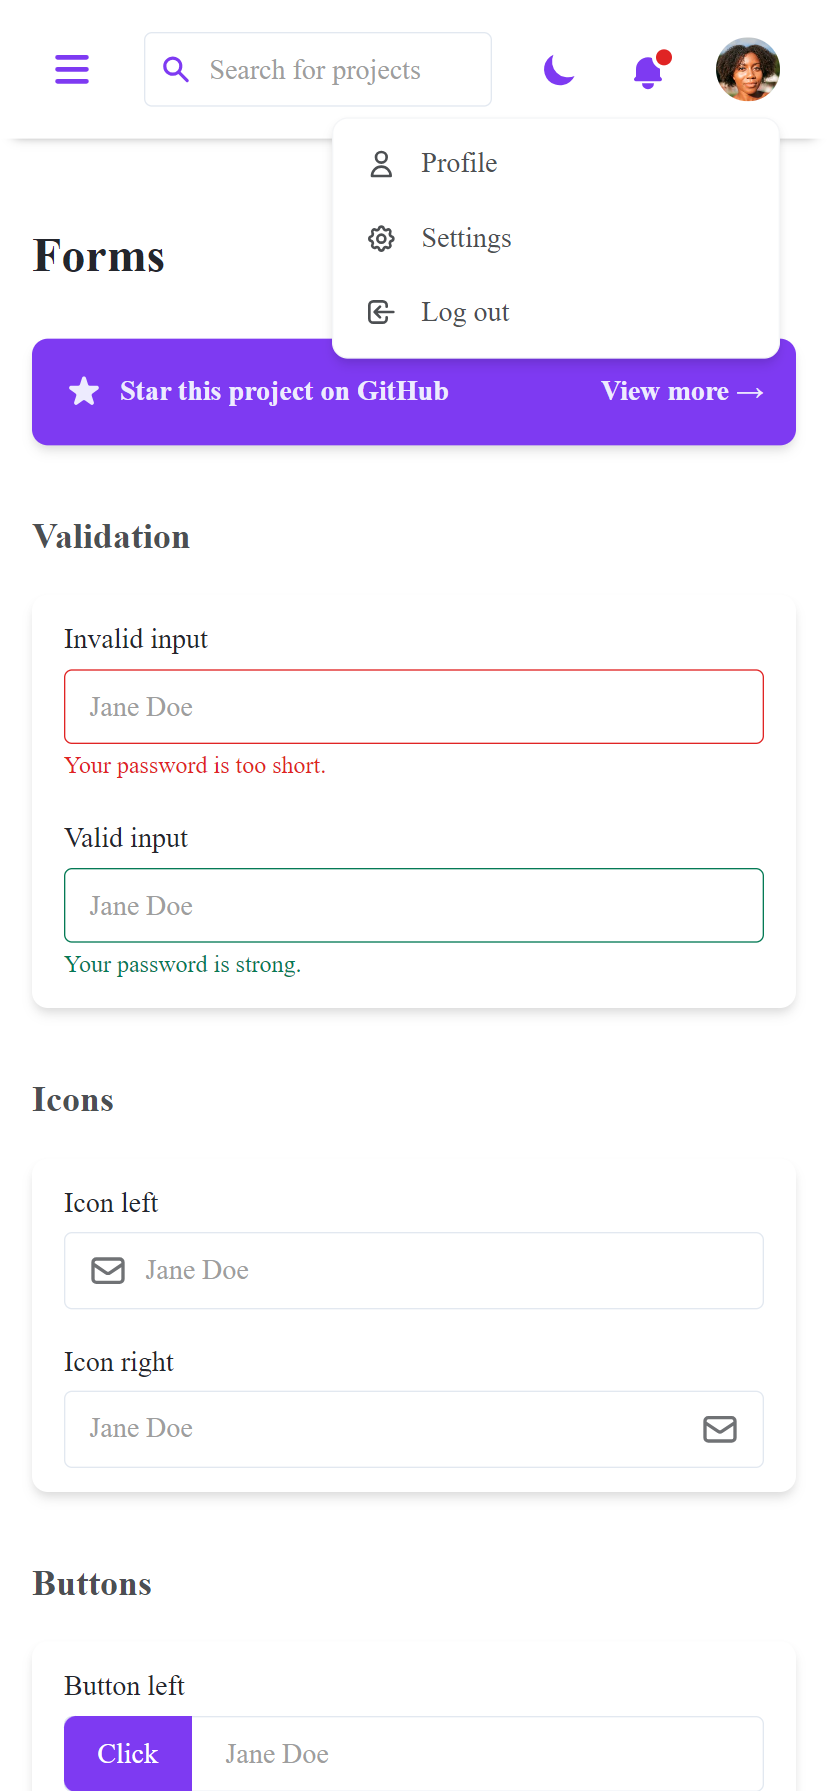 Search for projects
Profile
Settings
Log out
Forms
Star this project on GitHub
View more →
Validation
Invalid input
Jane Doe
Your password is too short.
Valid input
Jane Doe
Your password is strong.
Icons
Icon left
Jane Doe
Icon right
Jane Doe
Buttons
Button left
Click
Jane Doe